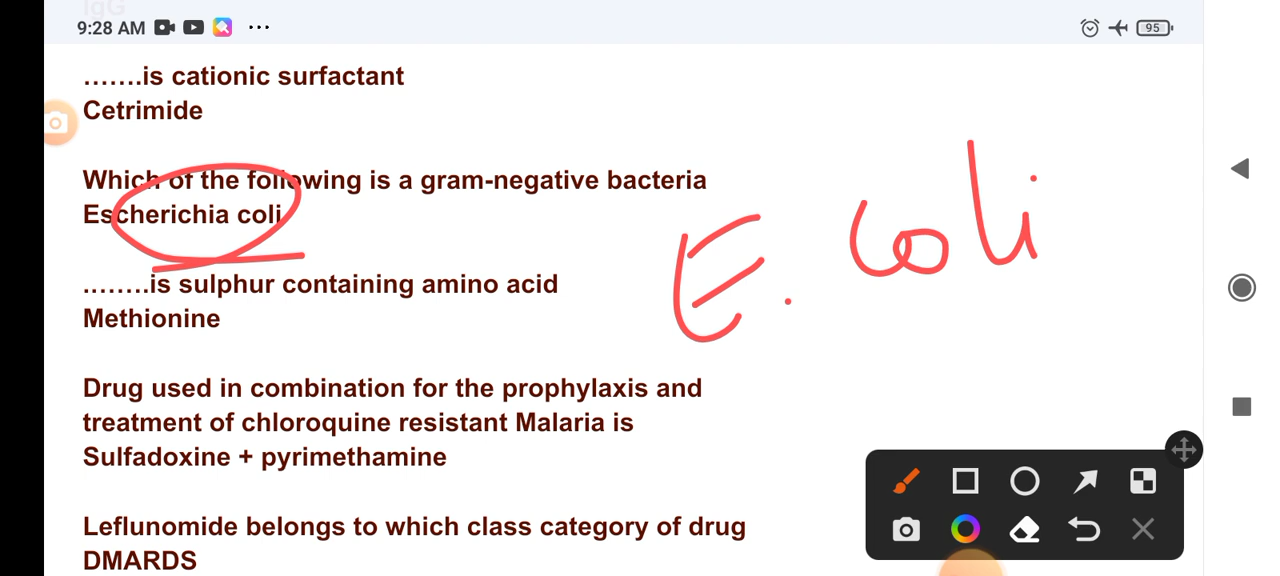 IgG
9:28 AM ... 95
.......is cationic surfactant
Cetrimide
Which of the following is a gram-negative bacteria
Escherichia coli
E. coli
........is sulphur containing amino acid
Methionine
Drug used in combination for the prophylaxis and
treatment of chloroquine resistant Malaria is
Sulfadoxine + pyrimethamine
Leflunomide belongs to which class category of drug
DMARDS